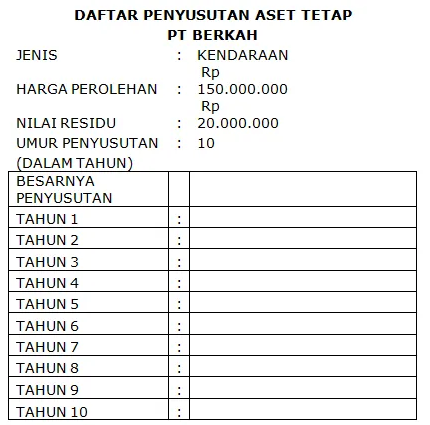 DAFTAR PENYUSUTAN ASET TETAP
PT BERKAH
JENIS : KENDARAAN
Rp
HARGA PEROLEHAN : 150.000.000
Rp
NILAI RESIDU : 20.000.000
UMUR PENYUSUTAN : 10
(DALAM TAHUN)
BESARNYA
PENYUSUTAN
TAHUN 1 :
TAHUN 2 :
TAHUN 3 :
TAHUN 4 :
TAHUN 5 :
TAHUN 6 :
TAHUN 7 :
TAHUN 8 :
TAHUN 9 :
TAHUN 10 :